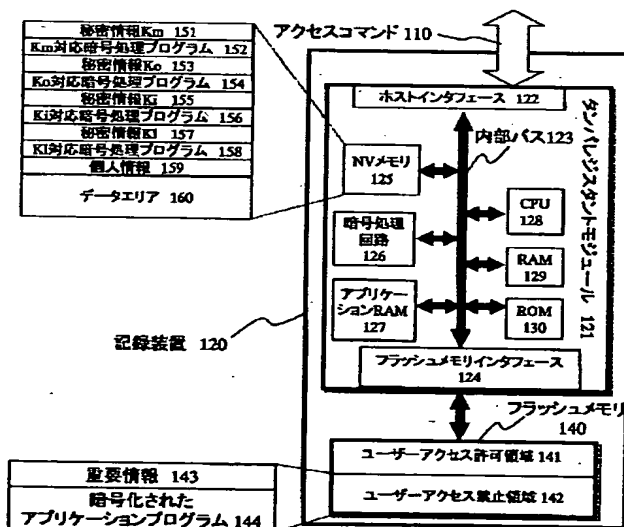 秘密情報Km 151
Km対応暗号処理プログラム 152
秘密情報Ko 153
Ko対応暗号処理プログラム 154
秘密情報Ki 155
Ki対応暗号処理プログラム 156
秘密情報Kl 157
Kl対応暗号処理プログラム 158
個人情報 159
データエリア 160
アクセスコマンド 110
ホストインタフェース 122
内部バス123
NVメモリ
125
CPU
128
暗号処理
回路
126
RAM
129
アプリケー
ションRAM
127
ROM
130
タンパレジスタントモジュール 121
フラッシュメモリインタフェース
124
記録装置 120
フラッシュメモリ
140
ユーザーアクセス許可領域 141
ユーザーアクセス禁止領域 142
重要情報 143
暗号化された
アプリケーションプログラム 144